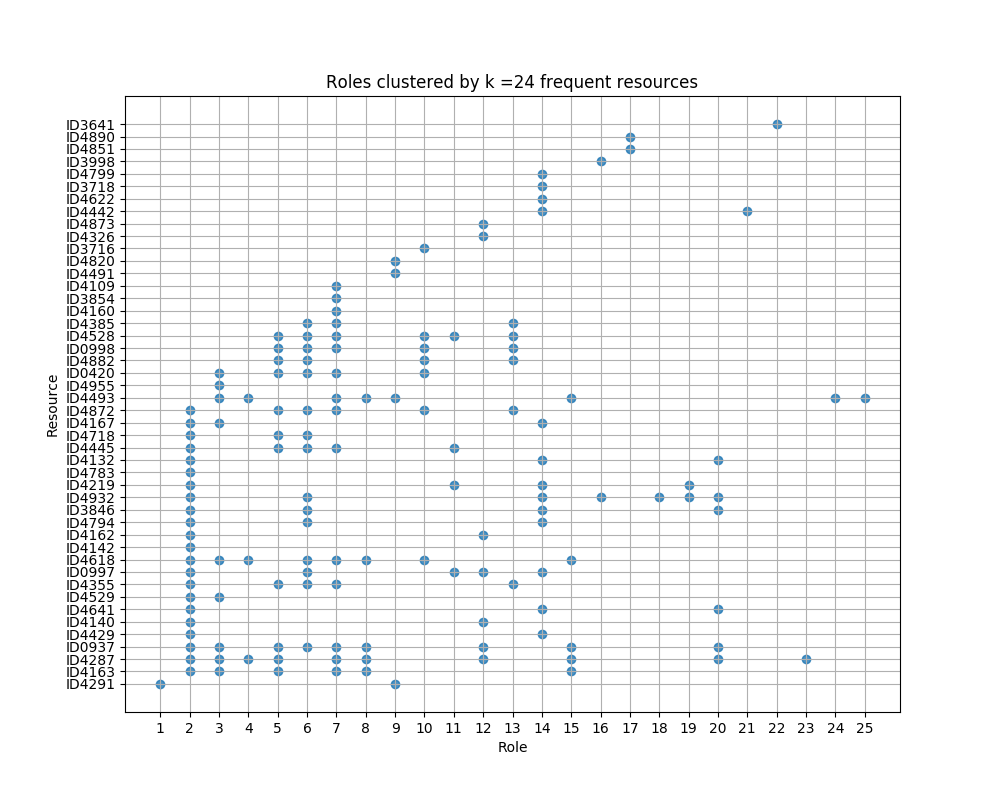 Roles clustered by k =24 frequent resources
ID3641
ID4890
ID4851
ID3998
ID4799
ID3718
ID4622
ID4442
ID4873
ID4326
ID3716
ID4820
ID4491
ID4109
ID3854
ID4160
ID4385
ID4528
ID0998
ID4882
ID0420
ID4955
ID4493
ID4872
ID4167
ID4718
ID4445
ID4132
ID4783
ID4219
ID4932
ID3846
ID4794
ID4162
ID4142
ID4618
ID0997
ID4355
ID4529
ID4641
ID4140
ID4429
ID0937
ID4287
ID4163
ID4291
Resource
1 2 3 4 5 6 7 8 9 10 11 12 13 14 15 16 17 18 19 20 21 22 23 24 25
Role